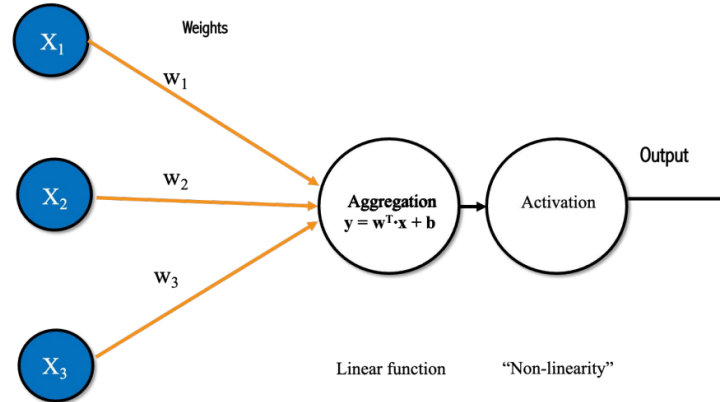 Weights
X₁
w₁
X₂
w₂
Aggregation
y = wᵀ·x + b
Activation
Output
w₃
X₃
Linear function
“Non-linearity”